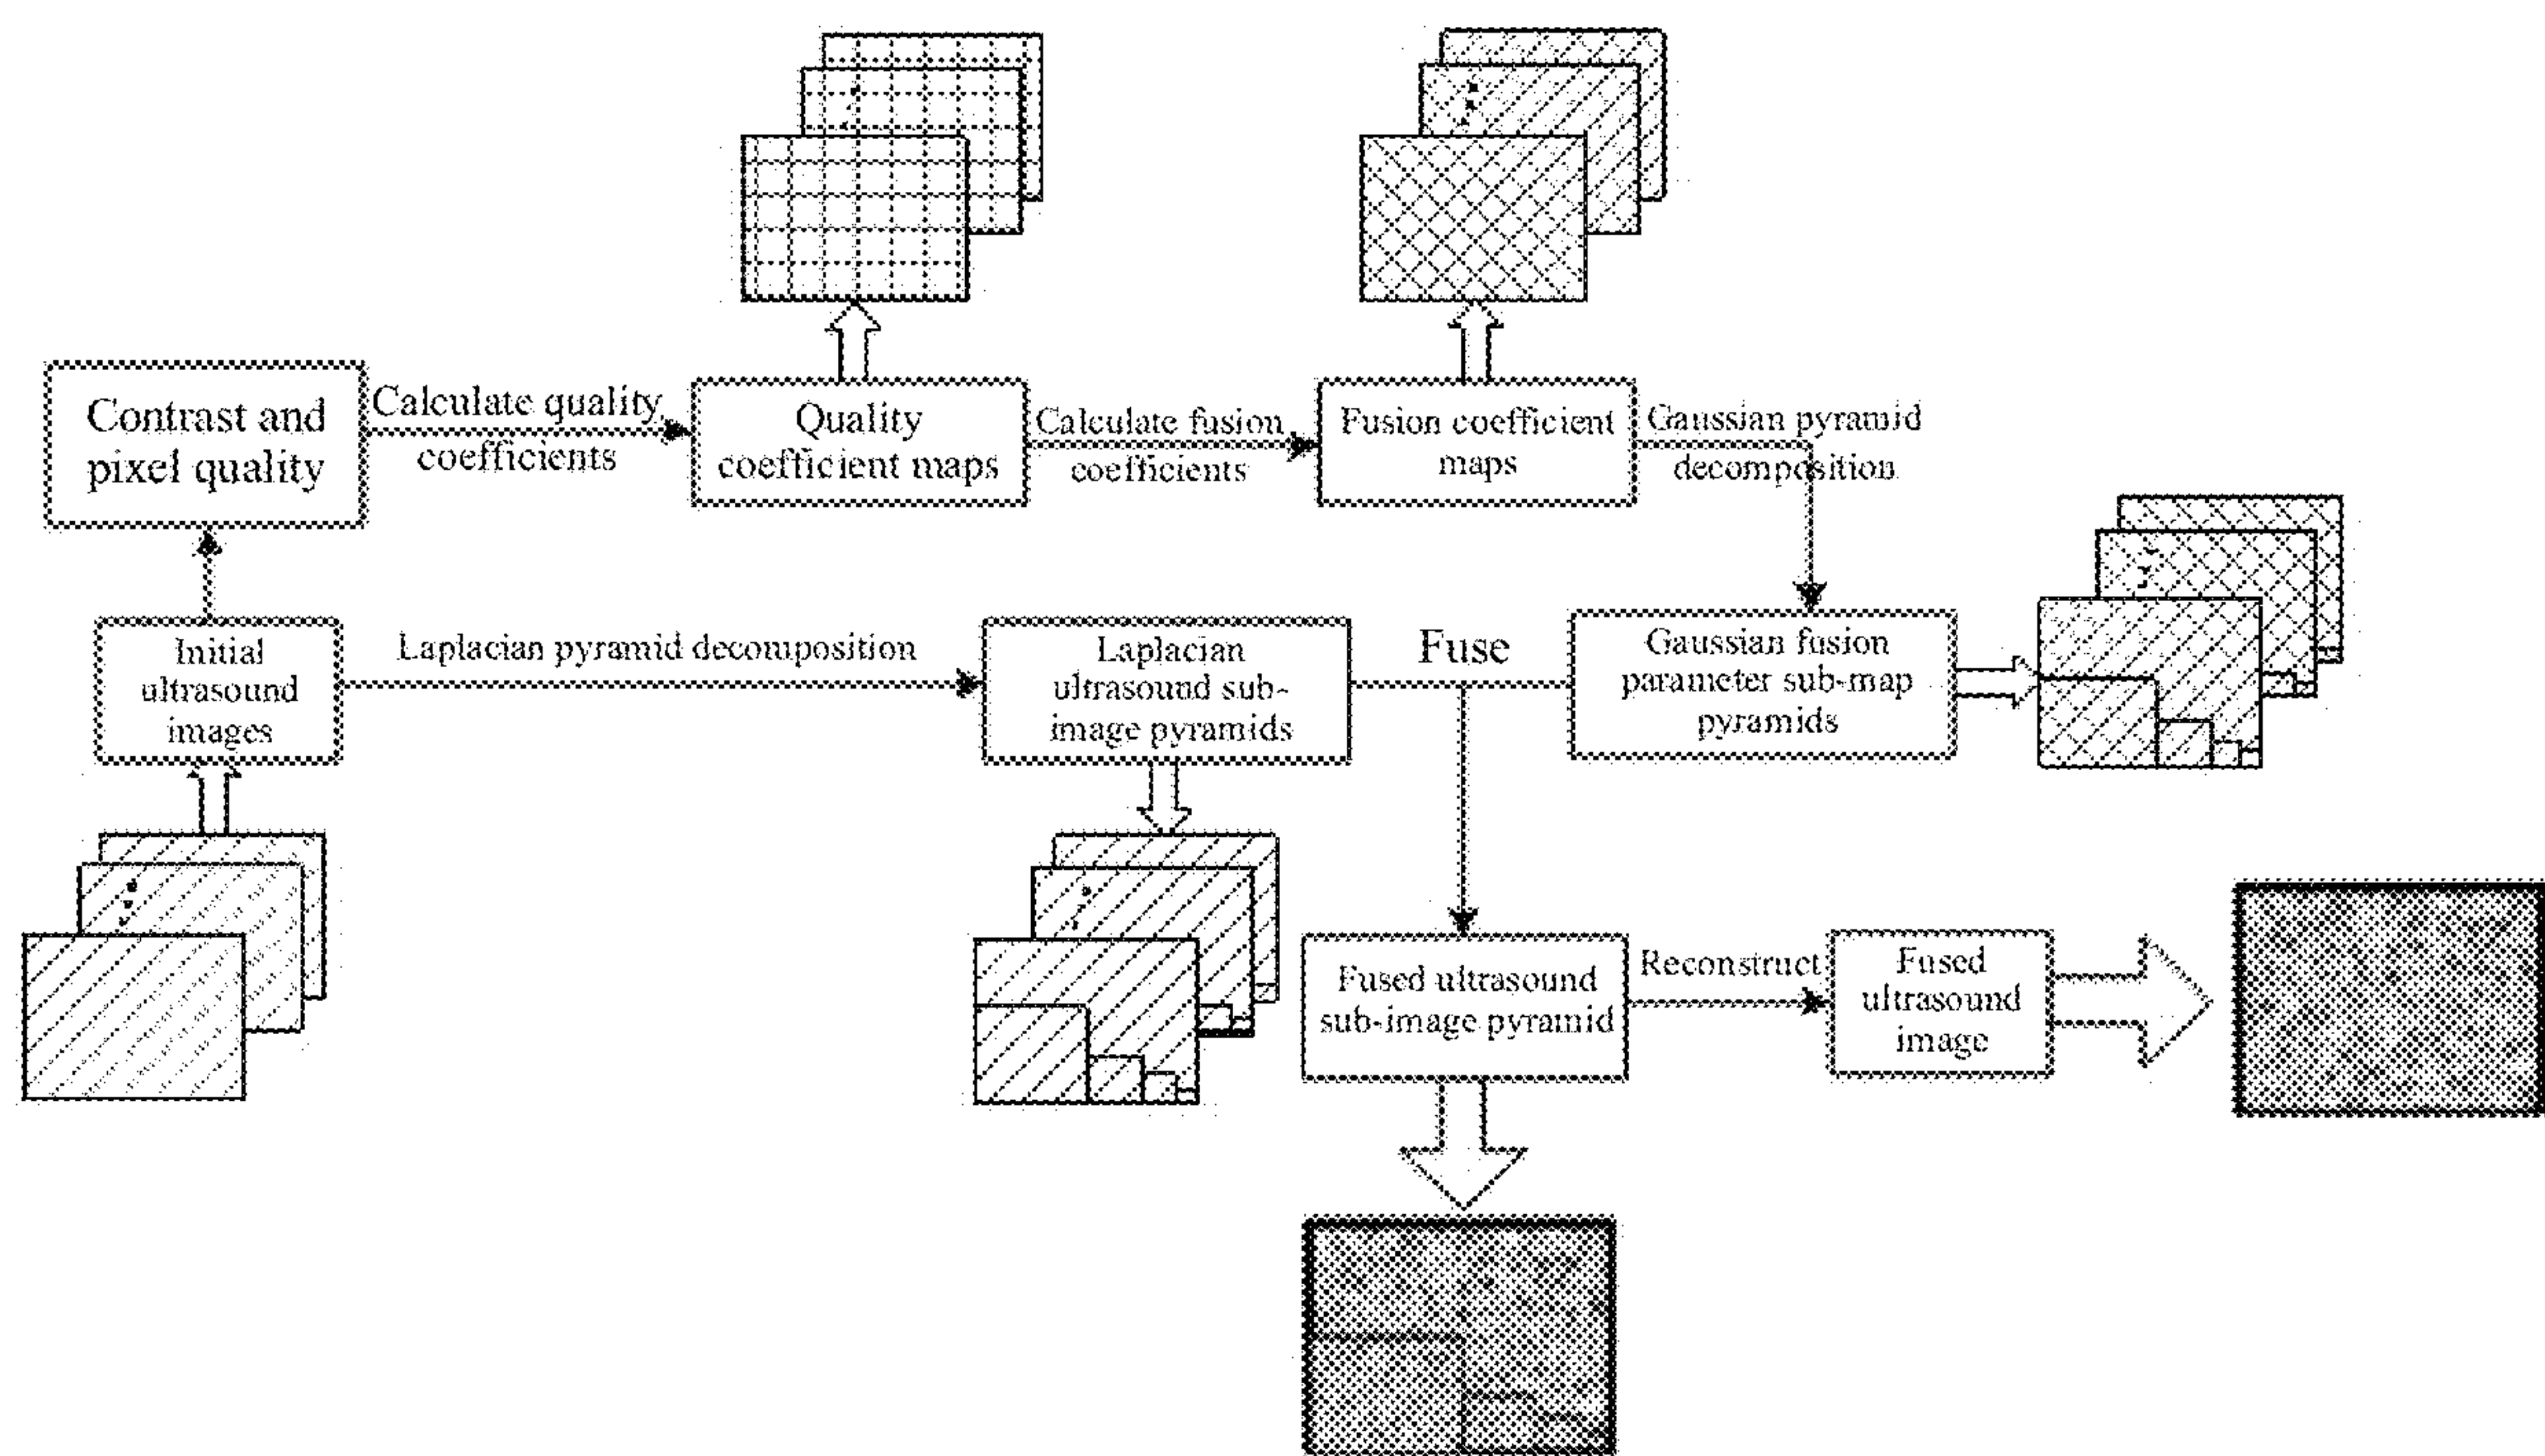 Contrast and
pixel quality
Calculate quality
coefficients
Quality
coefficient maps
Calculate fusion
coefficients
Fusion coefficient
maps
Gaussian pyramid
decomposition
Initial
ultrasound
images
Laplacian pyramid decomposition
Laplacian
ultrasound sub-
image pyramids
Fuse
Gaussian fusion
parameter sub-map
pyramids
Fused ultrasound
sub-image pyramid
Reconstruct
Fused
ultrasound
image